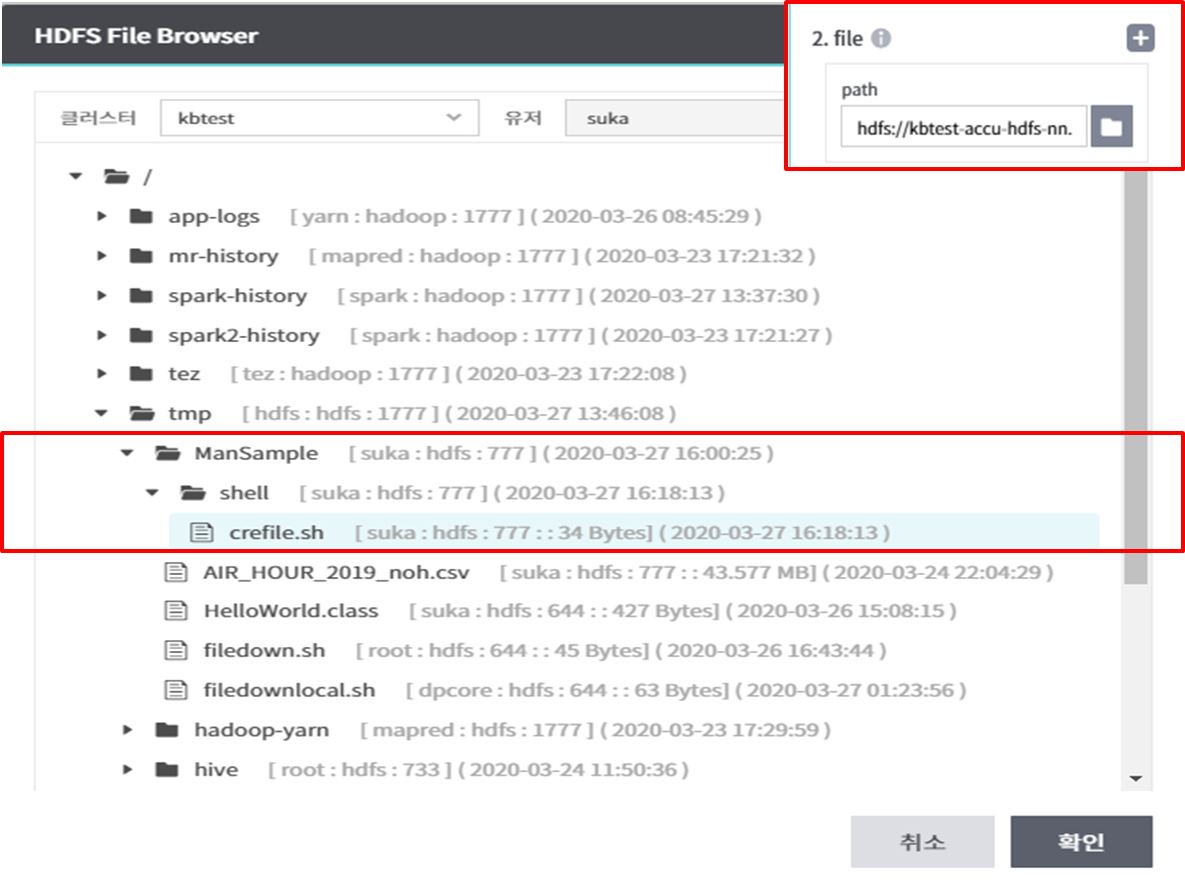 HDFS File Browser
2. file
path
hdfs://kbtest-accu-hdfs-nn.
클러스터 kbtest 유저 suka
/
app-logs [ yarn : hadoop : 1777 ] ( 2020-03-26 08:45:29 )
mr-history [ mapred : hadoop : 1777 ] ( 2020-03-23 17:21:32 )
spark-history [ spark : hadoop : 1777 ] ( 2020-03-27 13:37:30 )
spark2-history [ spark : hadoop : 1777 ] ( 2020-03-23 17:21:27 )
tez [ tez : hadoop : 1777 ] ( 2020-03-23 17:22:08 )
tmp [ hdfs : hdfs : 1777 ] ( 2020-03-27 13:46:08 )
ManSample [ suka : hdfs : 777 ] ( 2020-03-27 16:00:25 )
shell [ suka : hdfs : 777 ] ( 2020-03-27 16:18:13 )
crefile.sh [ suka : hdfs : 777 : : 34 Bytes] ( 2020-03-27 16:18:13 )
AIR_HOUR_2019_noh.csv [ suka : hdfs : 777 : : 43.577 MB] ( 2020-03-24 22:04:29 )
HelloWorld.class [ suka : hdfs : 644 : : 427 Bytes] ( 2020-03-26 15:08:15 )
filedown.sh [ root : hdfs : 644 : : 45 Bytes] ( 2020-03-26 16:43:44 )
filedownlocal.sh [ dpcore : hdfs : 644 : : 63 Bytes] ( 2020-03-27 01:23:56 )
hadoop-yarn [ mapred : hdfs : 1777 ] ( 2020-03-23 17:29:59 )
hive [ root : hdfs : 733 ] ( 2020-03-24 11:50:36 )
취소 확인